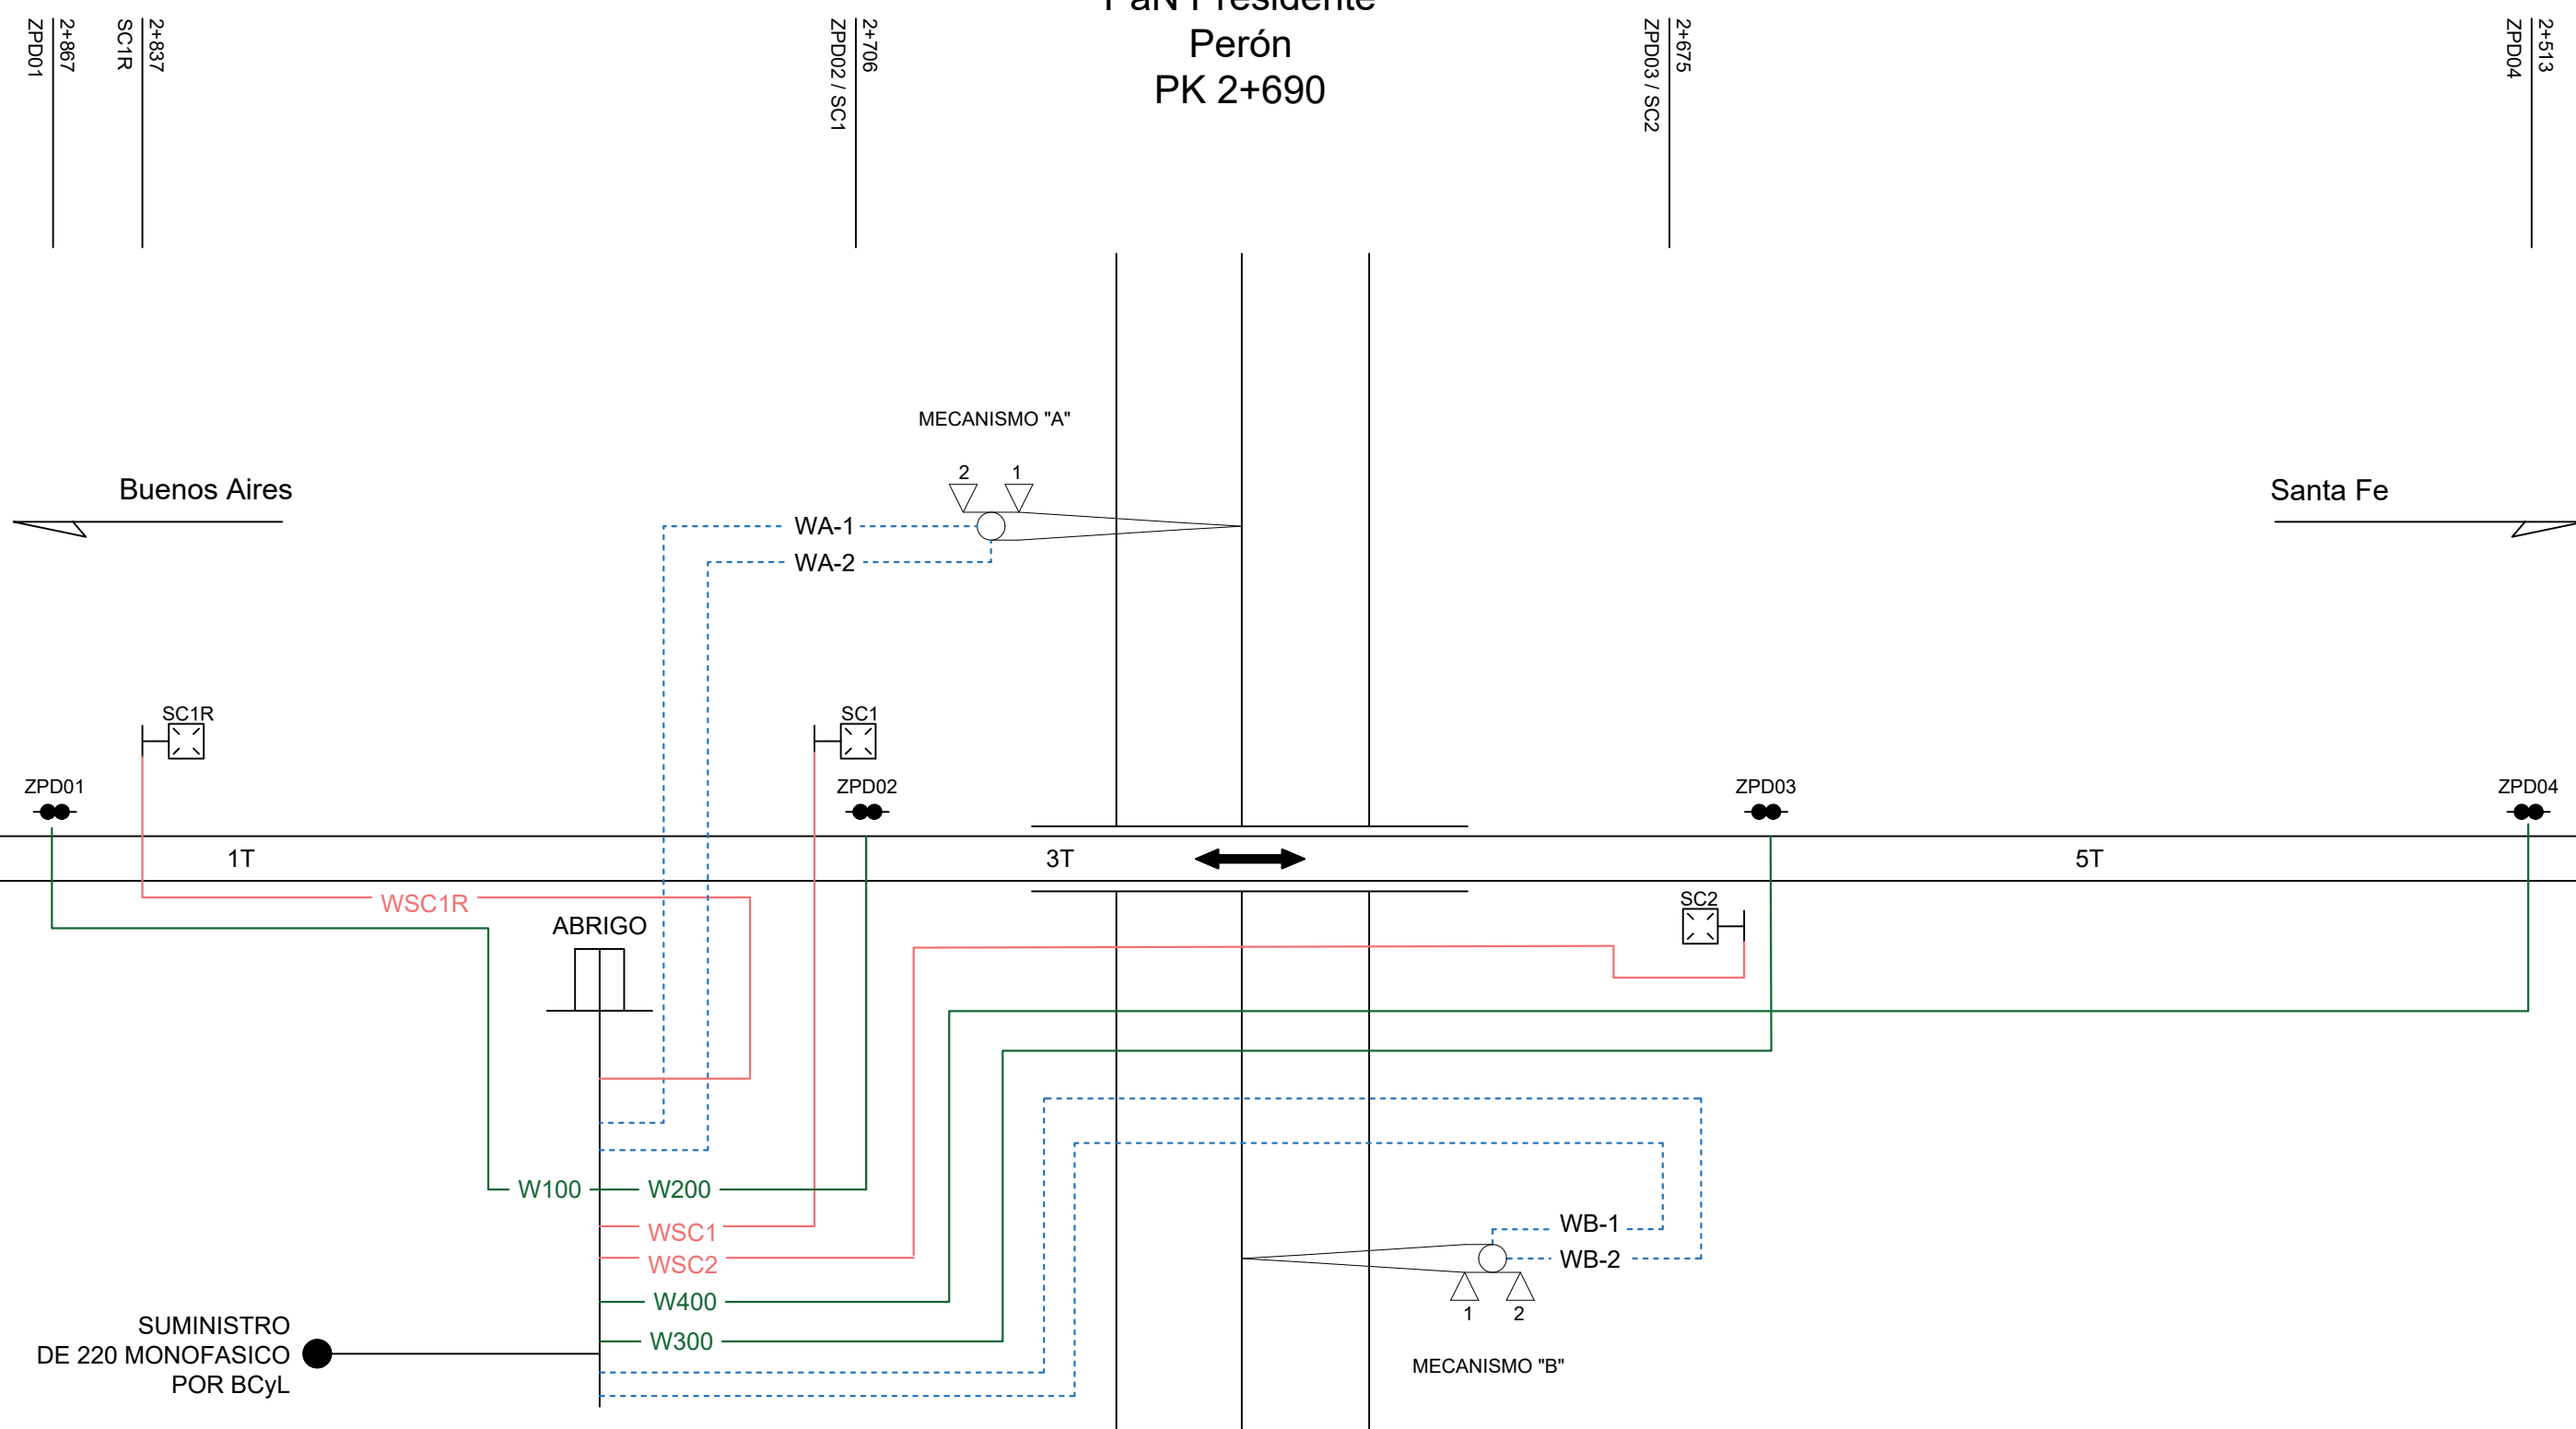 2+867
ZPD01
2+837
SC1R
2+706
ZPD02 / SC1
PaN Presidente
Perón
PK 2+690
2+675
ZPD03 / SC2
2+513
ZPD04
MECANISMO "A"
2 1
Buenos Aires
Santa Fe
WA-1
WA-2
SC1R
SC1
ZPD01
ZPD02
ZPD03
ZPD04
1T
3T
5T
WSC1R
SC2
ABRIGO
W100
W200
WSC1
WSC2
WB-1
WB-2
W400
W300
1 2
MECANISMO "B"
SUMINISTRO
DE 220 MONOFASICO
POR BCyL